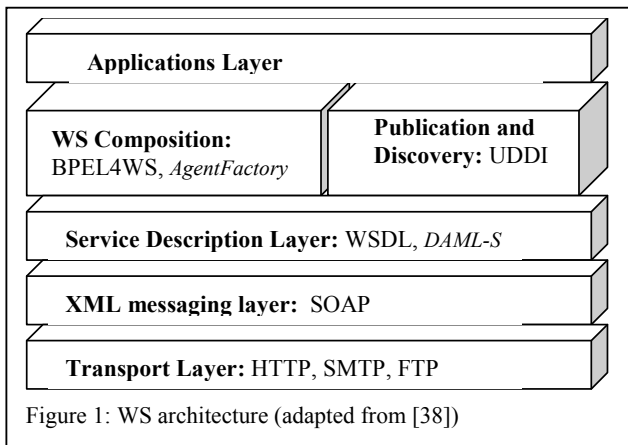 Applications Layer
WS Composition:
BPEL4WS, AgentFactory
Publication and
Discovery: UDDI
Service Description Layer: WSDL, DAML-S
XML messaging layer: SOAP
Transport Layer: HTTP, SMTP, FTP
Figure 1: WS architecture (adapted from [38])